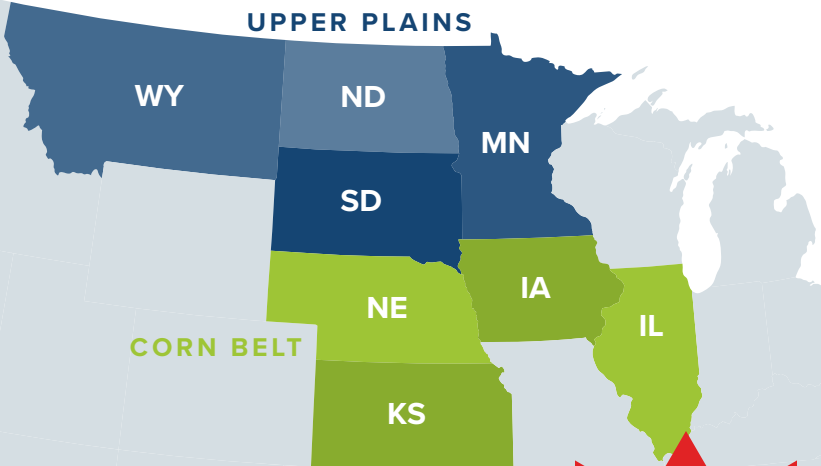 UPPER PLAINS
WY
ND
MN
SD
IA
NE
IL
CORN BELT
KS